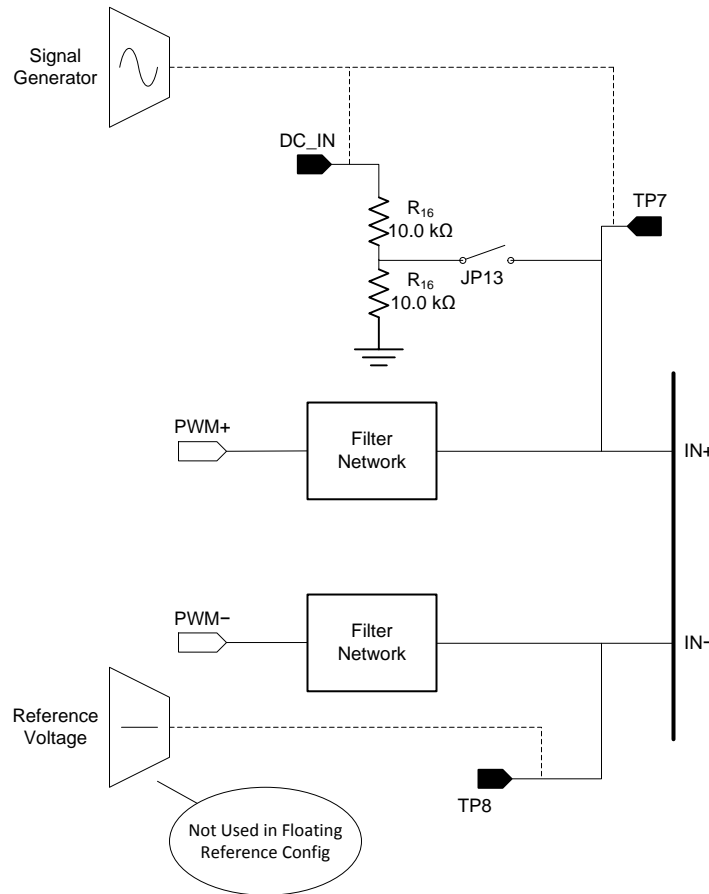 Signal
Generator
DC_IN
TP7
R16
10.0 kΩ
JP13
R16
10.0 kΩ
PWM+
Filter
Network
IN+
PWM−
Filter
Network
IN-
Reference
Voltage
TP8
Not Used in Floating
Reference Config